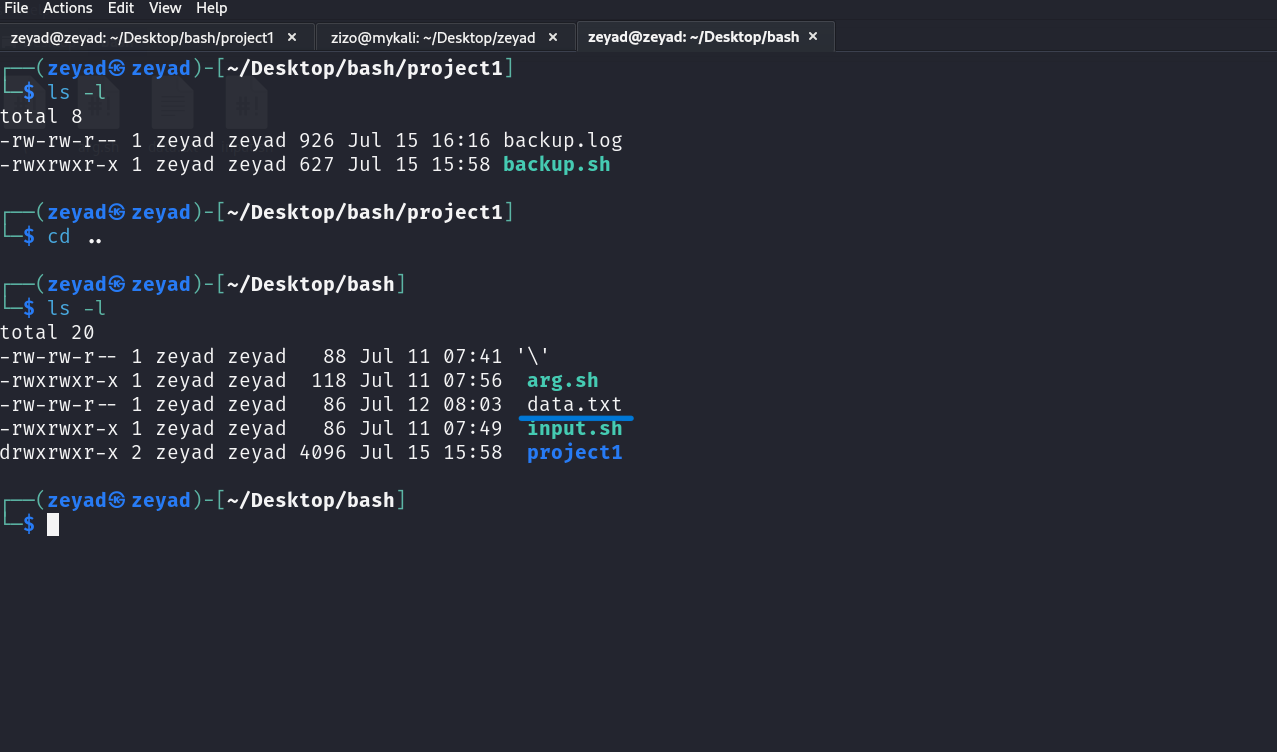 File Actions Edit View Help
zeyad@zeyad: ~/Desktop/bash/project1 × zizo@mykali: ~/Desktop/zeyad × zeyad@zeyad: ~/Desktop/bash ×
┌──(zeyad㉿zeyad)-[~/Desktop/bash/project1]
└─$ ls -l
total 8
-rw-rw-r-- 1 zeyad zeyad 926 Jul 15 16:16 backup.log
-rwxrwxr-x 1 zeyad zeyad 627 Jul 15 15:58 backup.sh
┌──(zeyad㉿zeyad)-[~/Desktop/bash/project1]
└─$ cd ..
┌──(zeyad㉿zeyad)-[~/Desktop/bash]
└─$ ls -l
total 20
-rw-rw-r-- 1 zeyad zeyad   88 Jul 11 07:41 '\'
-rwxrwxr-x 1 zeyad zeyad  118 Jul 11 07:56  arg.sh
-rw-rw-r-- 1 zeyad zeyad   86 Jul 12 08:03  data.txt
-rwxrwxr-x 1 zeyad zeyad   86 Jul 11 07:49  input.sh
drwxrwxr-x 2 zeyad zeyad 4096 Jul 15 15:58  project1
┌──(zeyad㉿zeyad)-[~/Desktop/bash]
└─$